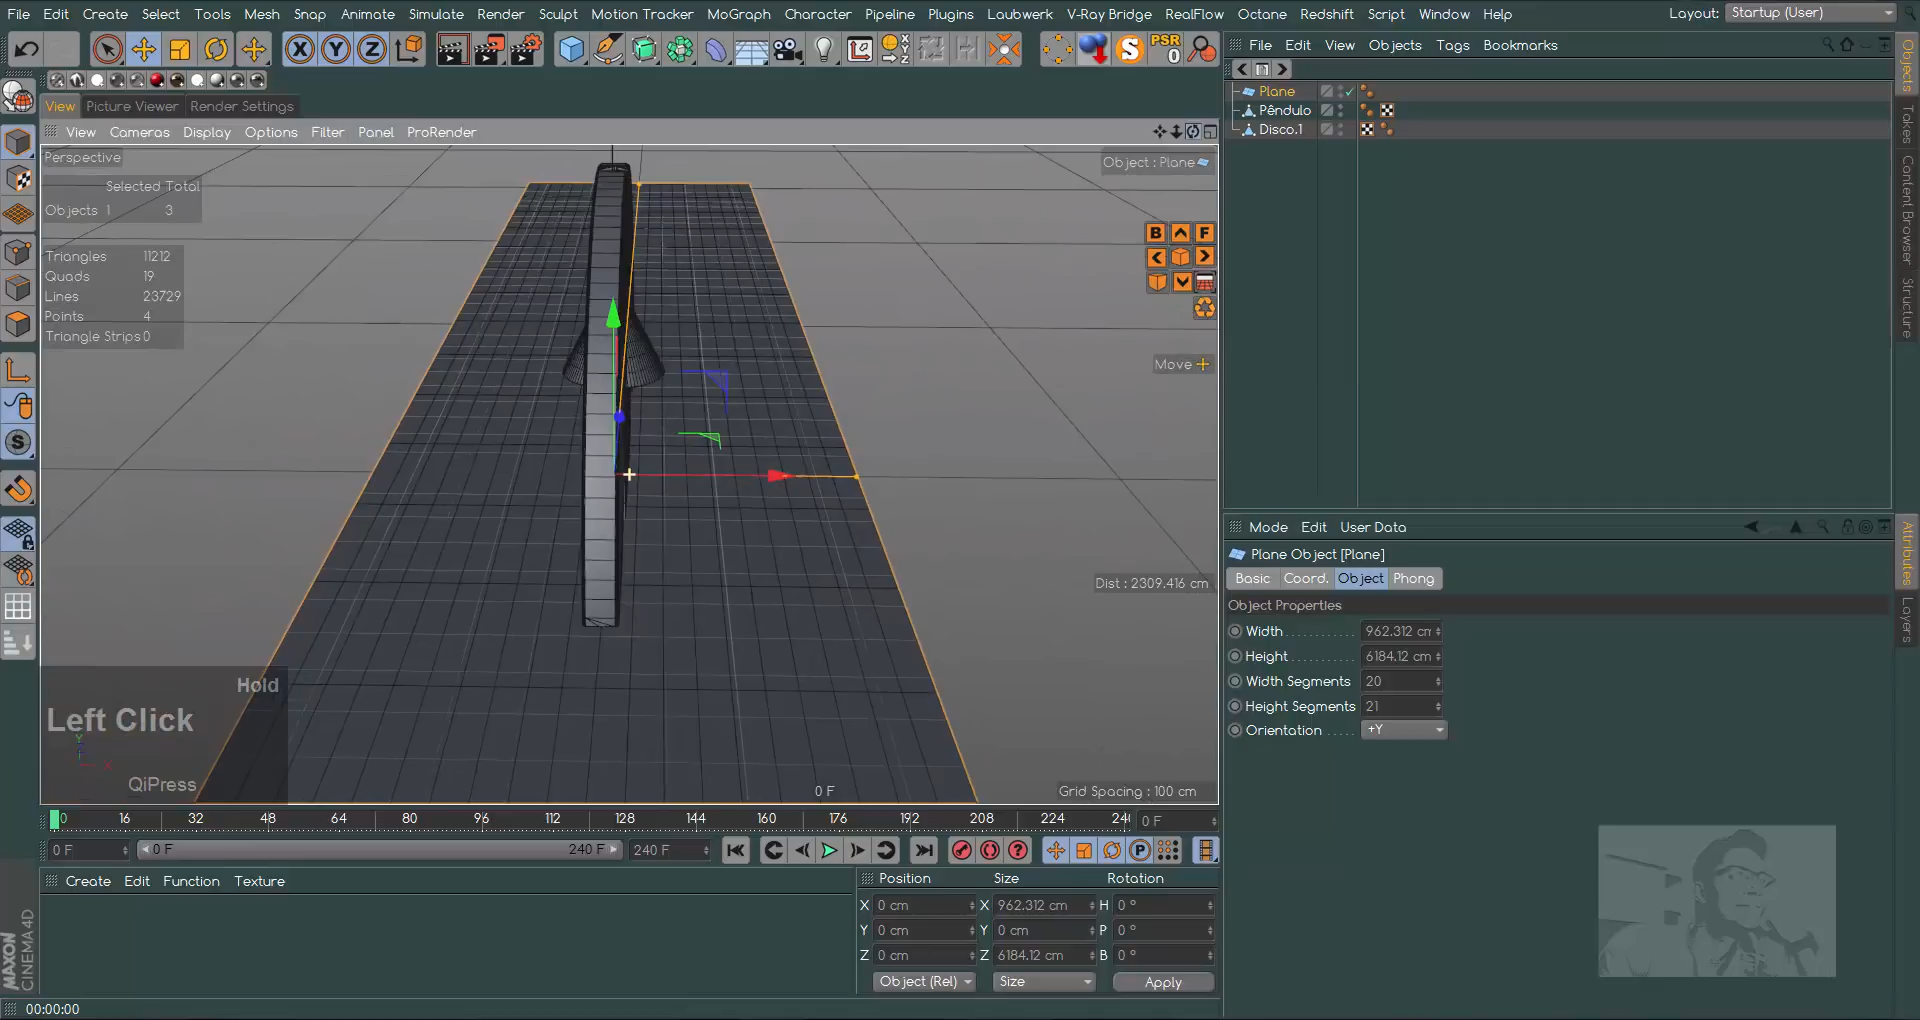 File Edit Create Select Tools Mesh Snap Animate Simulate Render Sculpt Motion Tracker MoGraph Character Pipeline Plugins Laubwerk V-Ray Bridge RealFlow Octane Redshift Script Window Help Layout: Startup (User)
X Y Z S PSR 0
File Edit View Objects Tags Bookmarks
View Picture Viewer Render Settings
Plane
Pêndulo
Disco.1
View Cameras Display Options Filter Panel ProRender
Perspective
Object : Plane
Selected Total
Objects 1 3
B F
Triangles 11212
Quads 19
Lines 23729
Points 4
Triangle Strips 0
Move
Dist : 2309.416 cm
Hold
Left Click
Y
X
QiPress
0 F
Grid Spacing : 100 cm
Objects
Takes
Content Browser
Structure
Mode Edit User Data
Plane Object [Plane]
Basic Coord. Object Phong
Object Properties
Width 962.312 cm
Height 6184.12 cm
Width Segments 20
Height Segments 21
Orientation +Y
Attributes
Layers
0 16 32 48 64 80 96 112 128 144 160 176 192 208 224 24 0 F
0 F 0 F 240 F 240 F
P
Create Edit Function Texture
Position Size Rotation
X 0 cm X 962.312 cm H 0 °
Y 0 cm Y 0 cm P 0 °
Z 0 cm Z 6184.12 cm B 0 °
Object (Rel) Size Apply
MAXON
CINEMA 4D
00:00:00